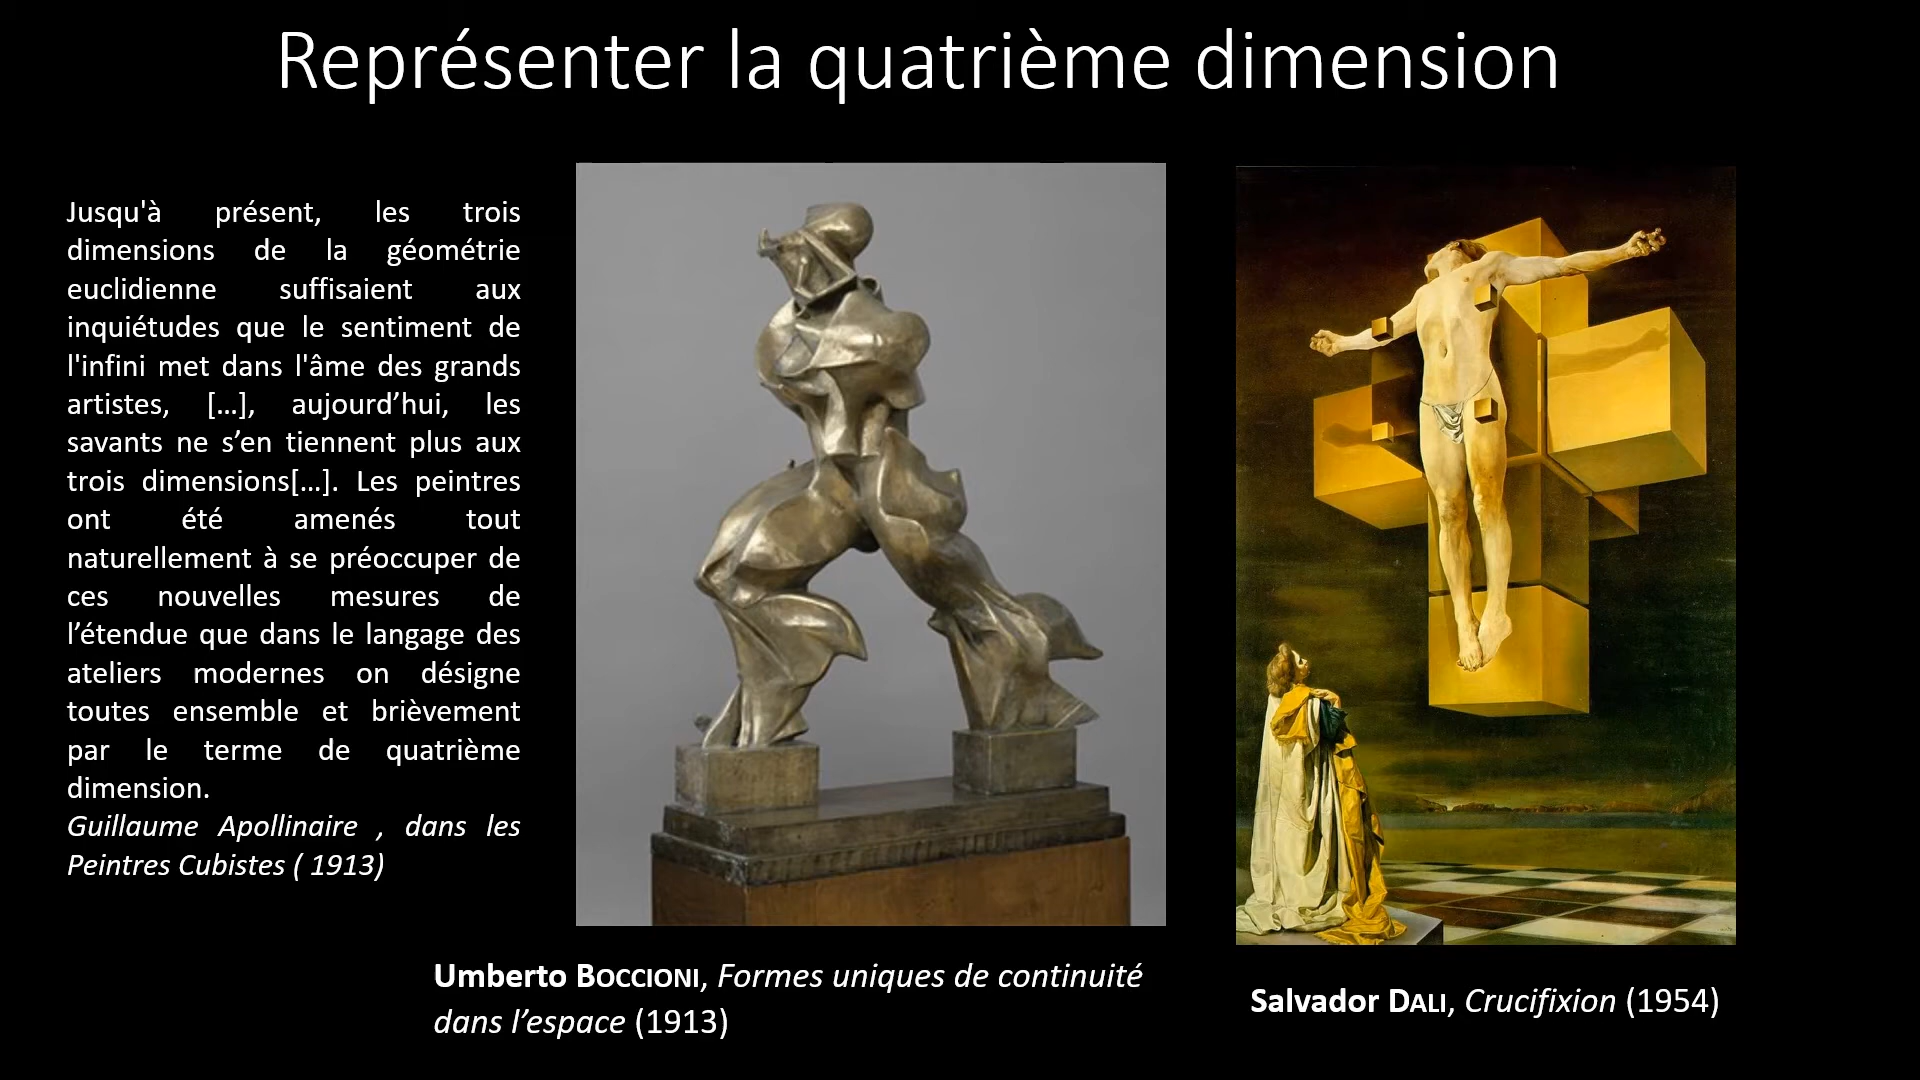 Représenter la quatrième dimension
Jusqu'à présent, les trois
dimensions de la géométrie
euclidienne suffisaient aux
inquiétudes que le sentiment de
l'infini met dans l'âme des grands
artistes, […], aujourd’hui, les
savants ne s’en tiennent plus aux
trois dimensions[…]. Les peintres
ont été amenés tout
naturellement à se préoccuper de
ces nouvelles mesures de
l’étendue que dans le langage des
ateliers modernes on désigne
toutes ensemble et brièvement
par le terme de quatrième
dimension.
Guillaume Apollinaire , dans les
Peintres Cubistes ( 1913)
Umberto BOCCIONI, Formes uniques de continuité
dans l’espace (1913)
Salvador DALI, Crucifixion (1954)